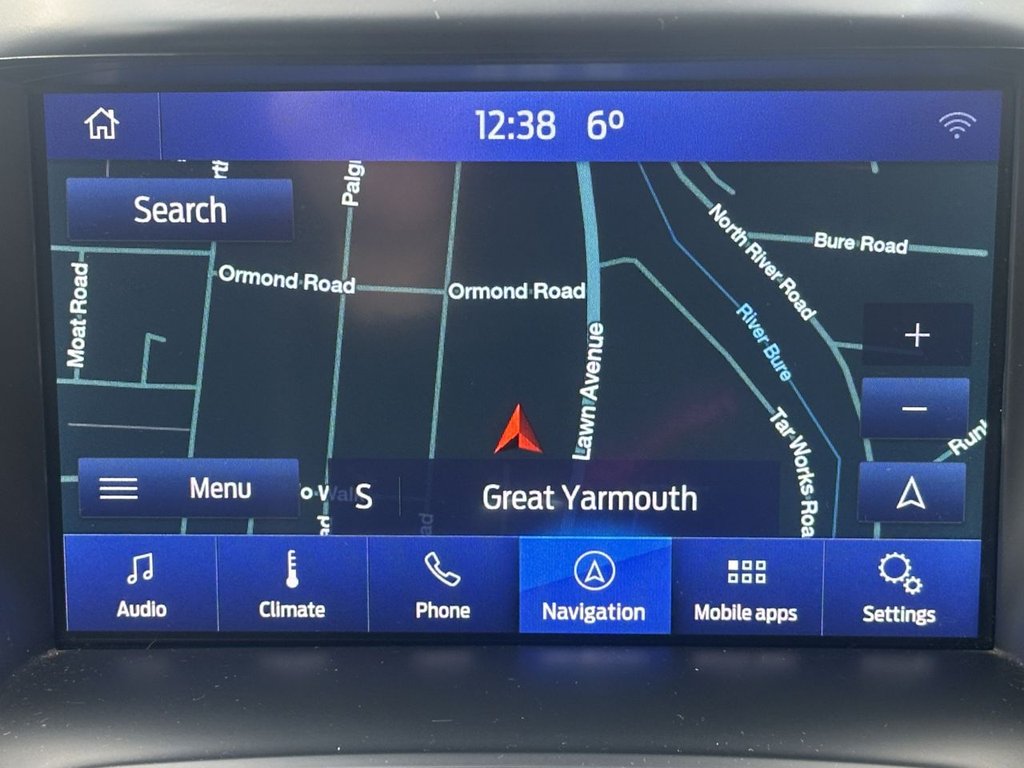 12:38 6º
Search
Palg
North River Road
Bure Road
Moat Road
Ormond Road
Ormond Road
River Bure
Lawn Avenue
+
−
Tar Works Roa
Menu
S
Great Yarmouth
Audio
Climate
Phone
Navigation
Mobile apps
Settings